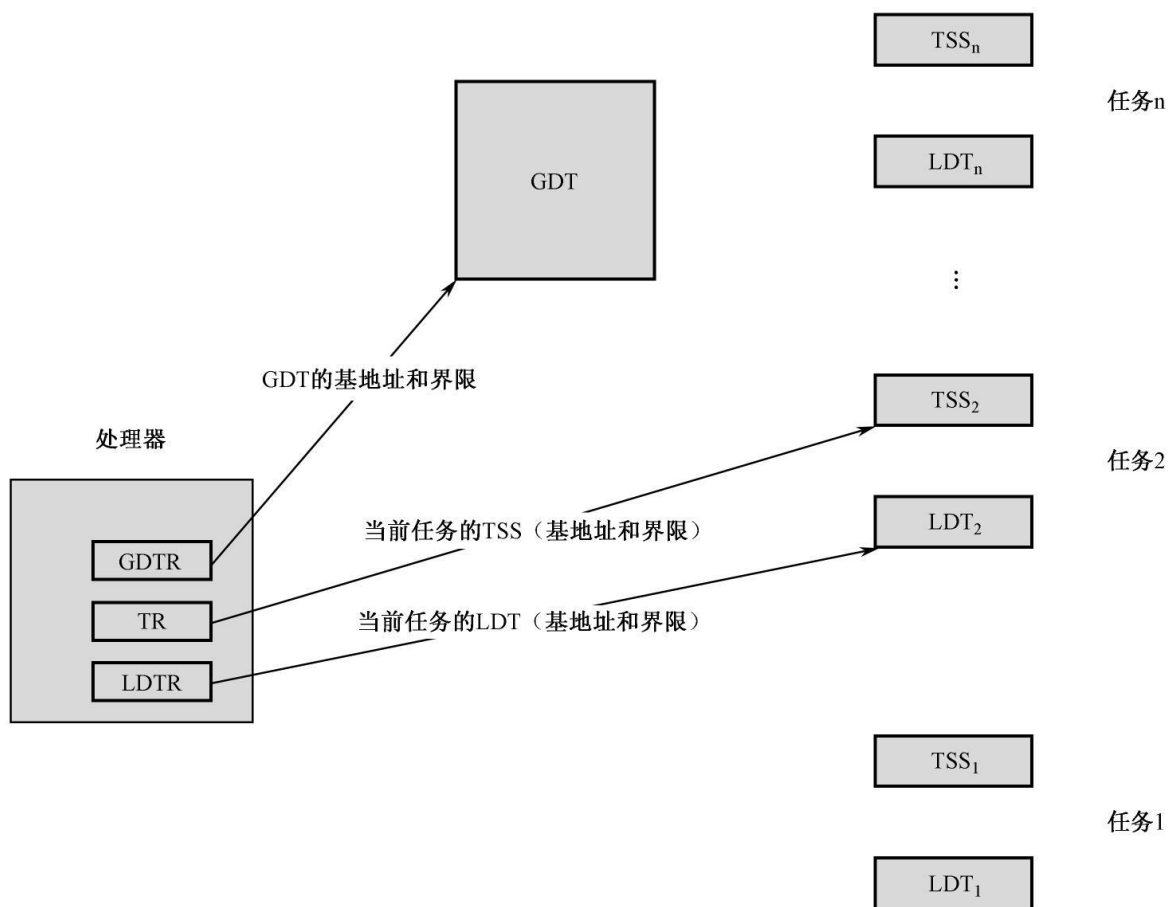 TSSn
任务n
GDT
LDTn
⋮
GDT的基地址和界限
TSS2
处理器
任务2
当前任务的TSS（基地址和界限）
LDT2
GDTR
TR
当前任务的LDT（基地址和界限）
LDTR
TSS1
任务1
LDT1